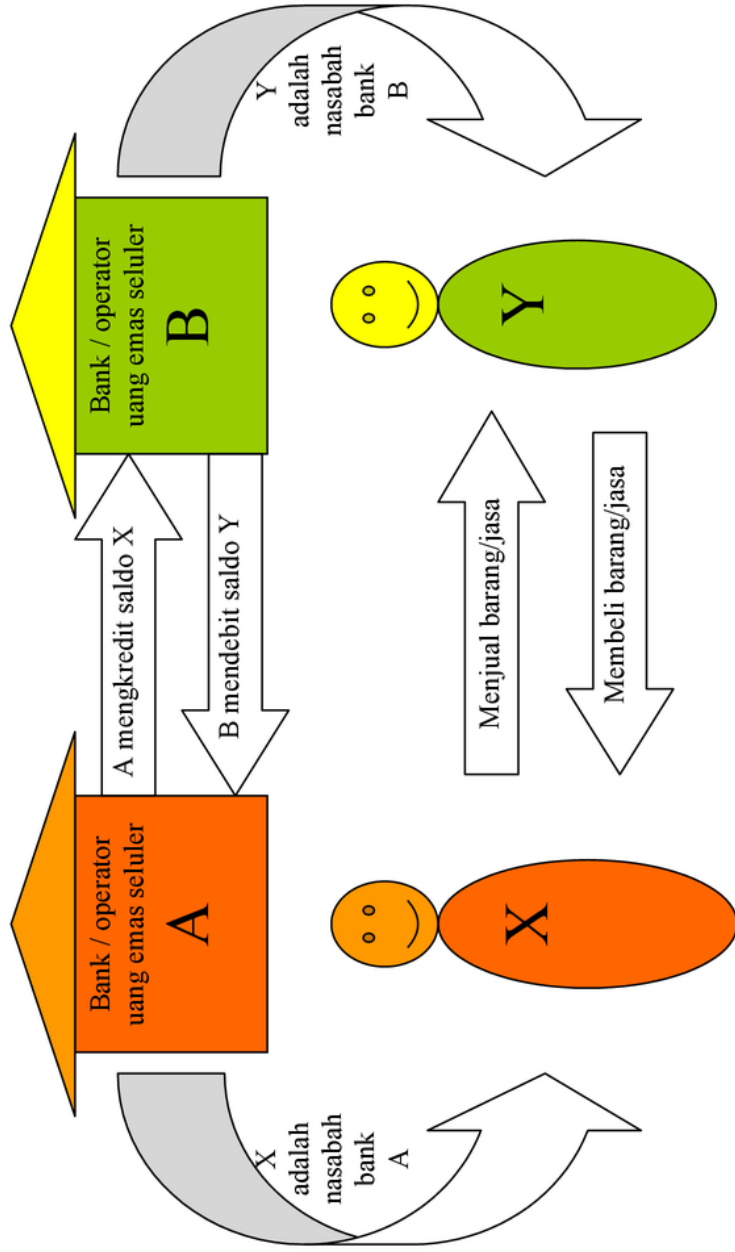 Bank / operator
uang emas seluler
A
A mengkredit saldo X
B mendebit saldo Y
Bank / operator
uang emas seluler
B
X
adalah
nasabah
bank
A
Y
adalah
nasabah
bank
B
X
Menjual barang/jasa
Membeli barang/jasa
Y